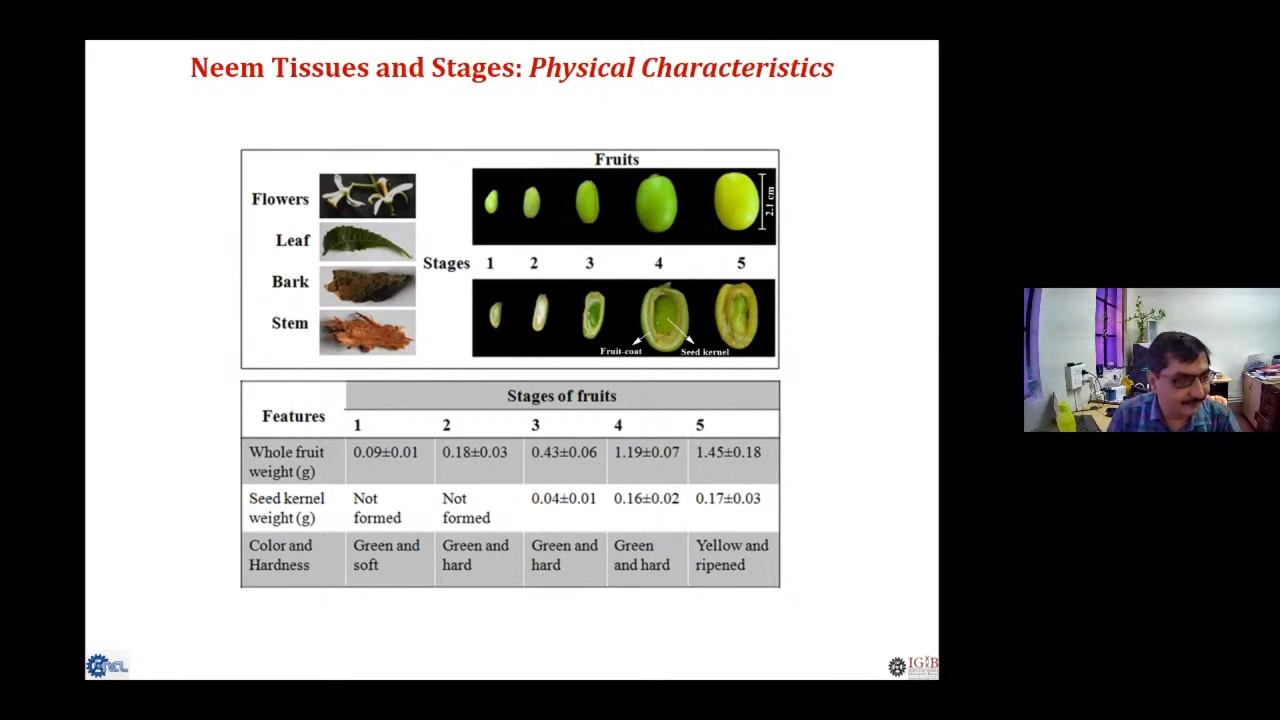 Neem Tissues and Stages: Physical Characteristics
Fruits
Flowers
Leaf
Bark
Stem
2.1 cm
Stages 1 2 3 4 5
Fruit-coat Seed kernel
Features
Stages of fruits
1 2 3 4 5
Whole fruit weight (g) 0.09±0.01 0.18±0.03 0.43±0.06 1.19±0.07 1.45±0.18
Seed kernel weight (g) Not formed Not formed 0.04±0.01 0.16±0.02 0.17±0.03
Color and Hardness Green and soft Green and hard Green and hard Green and hard Yellow and ripened
NCL
IGIB